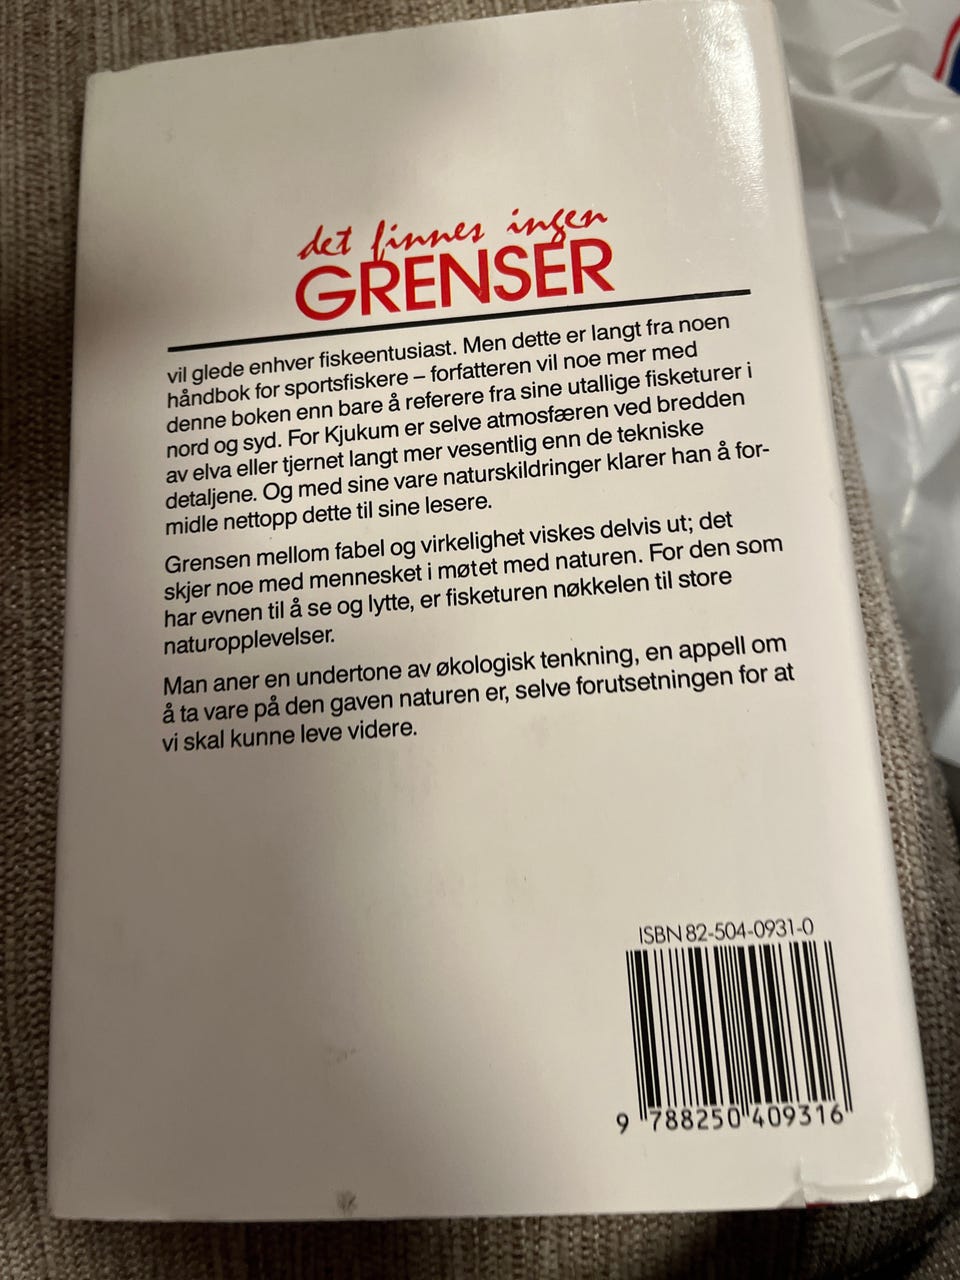 det finnes ingen
GRENSER
vil glede enhver fiskeentusiast. Men dette er langt fra noen
håndbok for sportsfiskere – forfatteren vil noe mer med
denne boken enn bare å referere fra sine utallige fisketurer i
nord og syd. For Kjukum er selve atmosfæren ved bredden
av elva eller tjernet langt mer vesentlig enn de tekniske
detaljene. Og med sine vare naturskildringer klarer han å for-
midle nettopp dette til sine lesere.
Grensen mellom fabel og virkelighet viskes delvis ut; det
skjer noe med mennesket i møtet med naturen. For den som
har evnen til å se og lytte, er fisketuren nøkkelen til store
naturopplevelser.
Man aner en undertone av økologisk tenkning, en appell om
å ta vare på den gaven naturen er, selve forutsetningen for at
vi skal kunne leve videre.
ISBN 82-504-0931-0
9 788250 409316